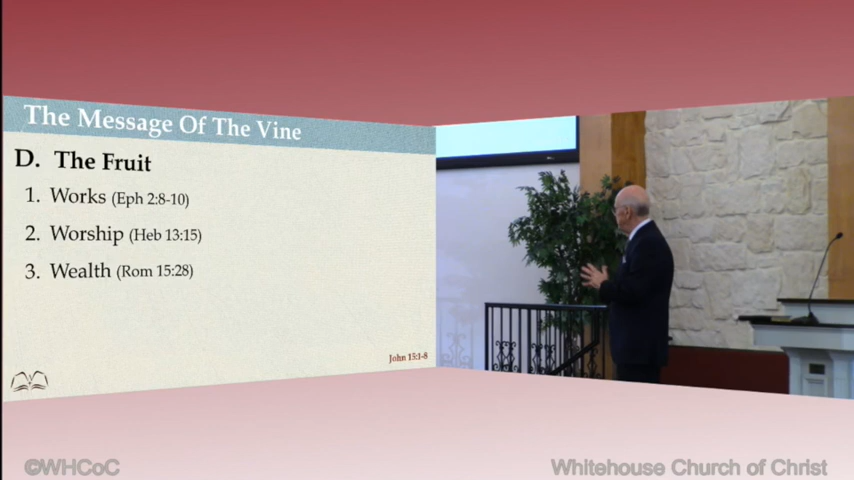 The Message Of The Vine
D. The Fruit
1. Works (Eph 2:8-10)
2. Worship (Heb 13:15)
3. Wealth (Rom 15:28)
John 15:1-8
©WHCoC
Whitehouse Church of Christ